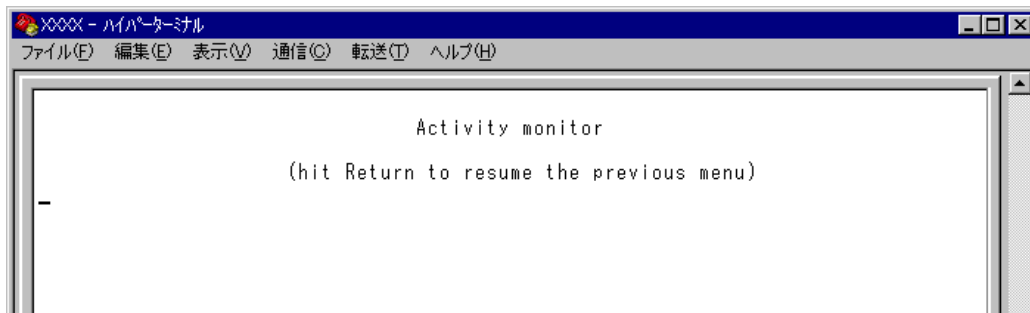 XXXX - ﾊｲﾊﾟｰﾀｰﾐﾅﾙ
ファイル(F) 編集(E) 表示(V) 通信(C) 転送(T) ヘルプ(H)
Activity monitor
(hit Return to resume the previous menu)